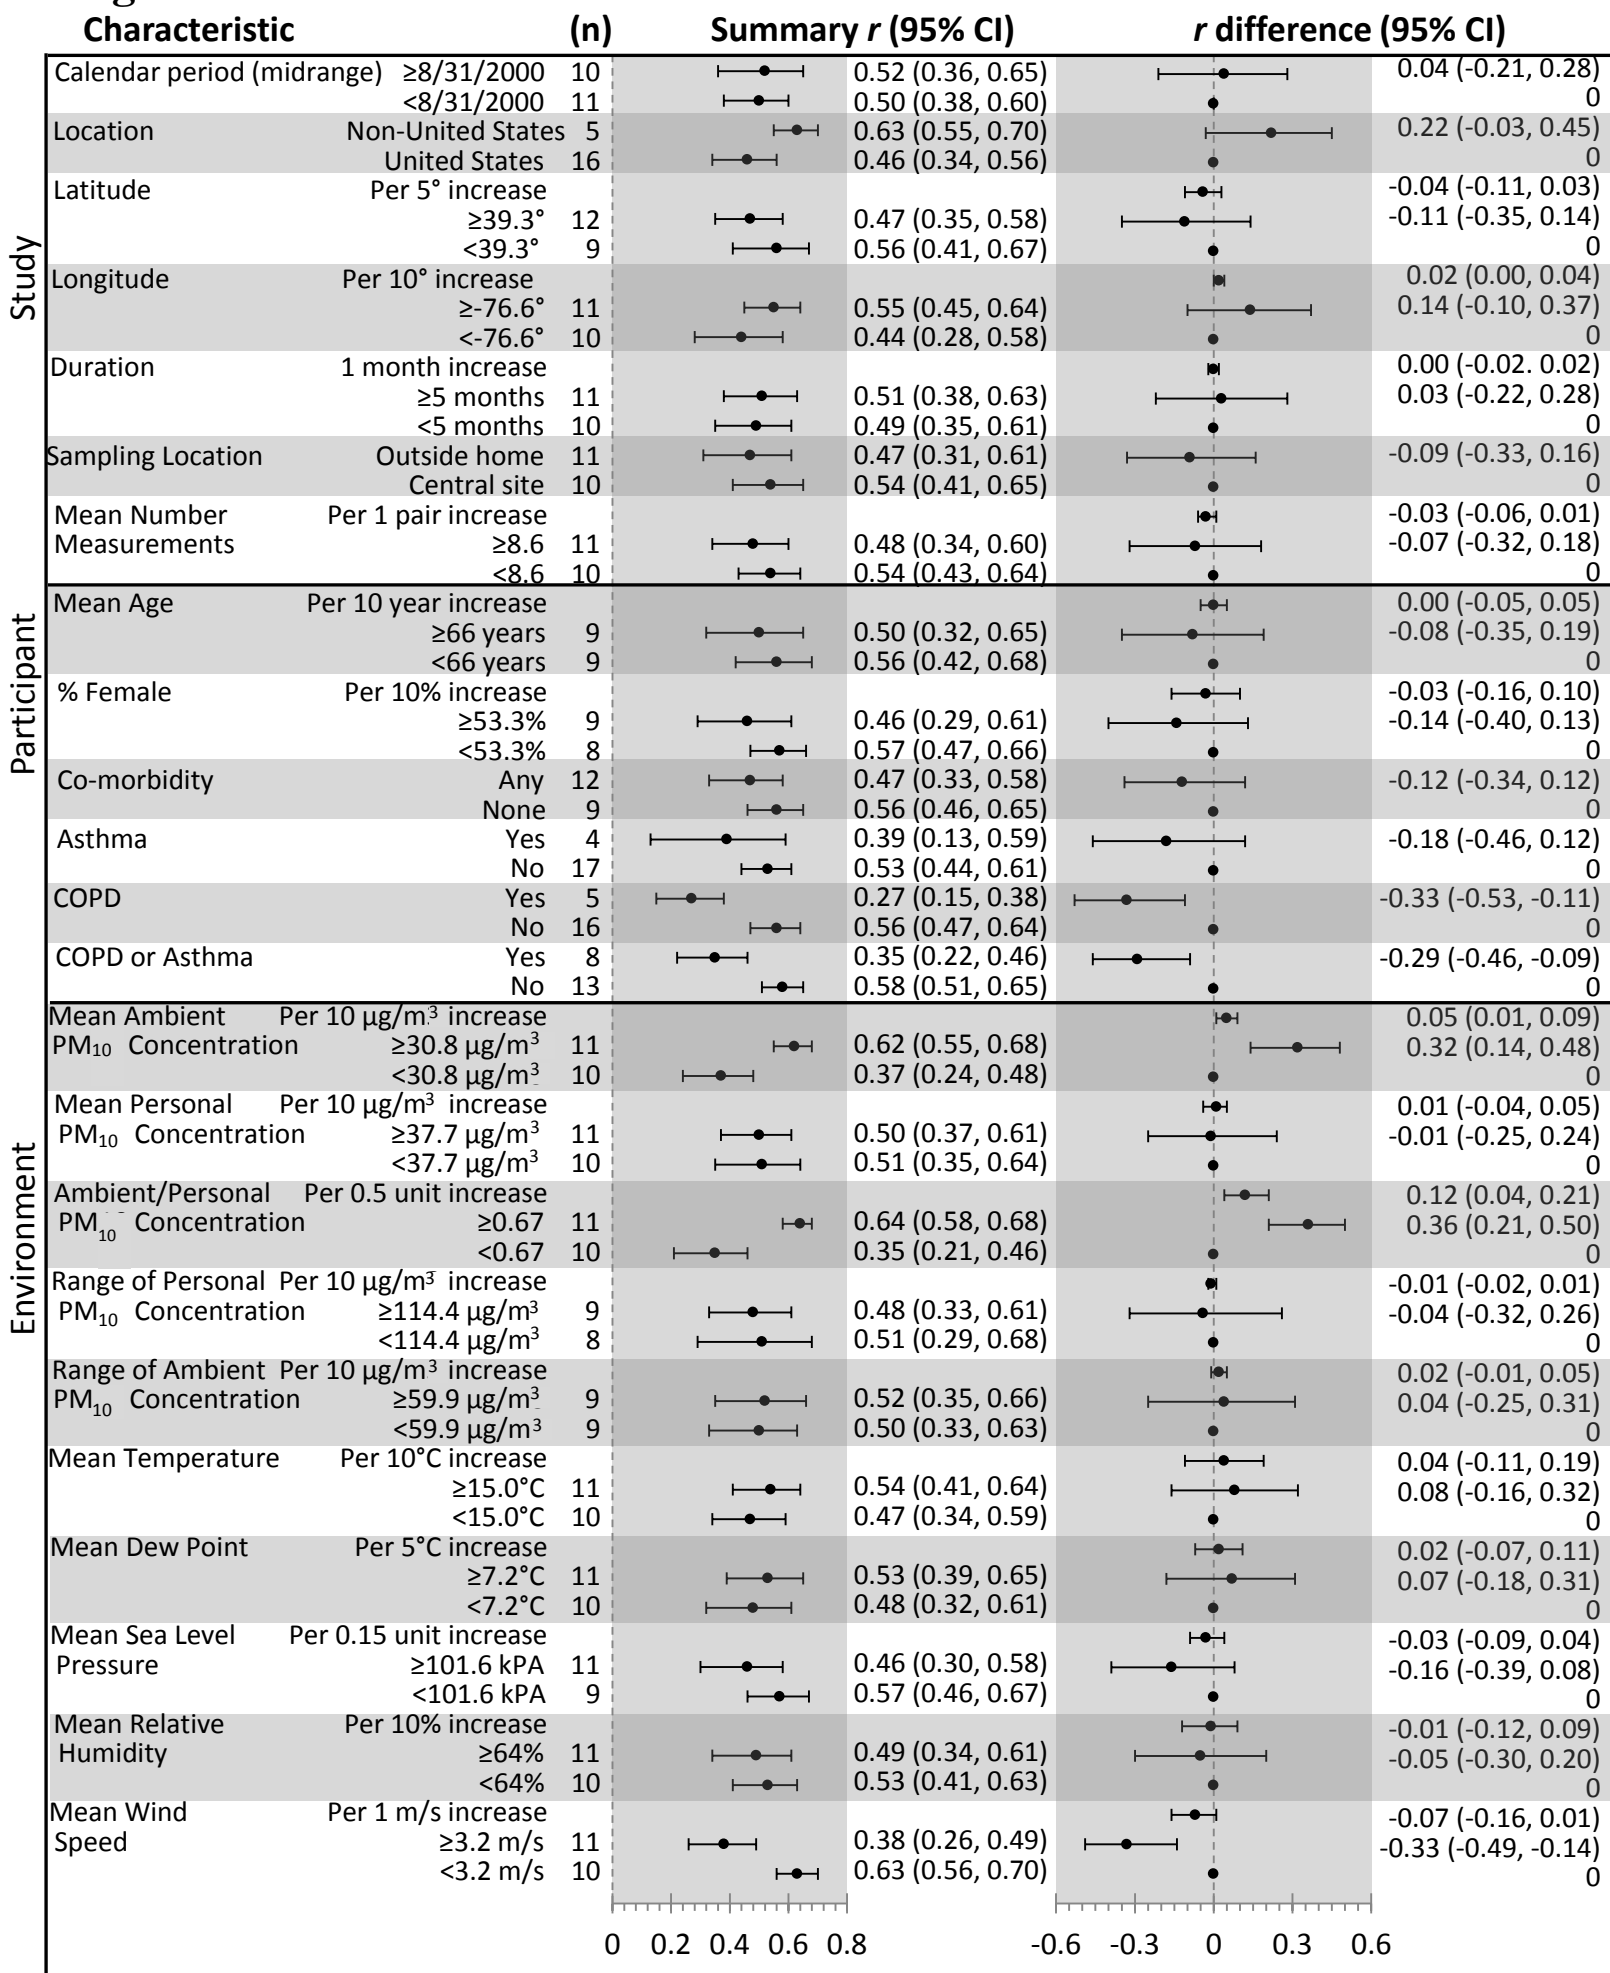 Characteristic (n) Summary r (95% CI) r difference (95% CI)
Study
Calendar period (midrange) ≥8/31/2000 10 0.52 (0.36, 0.65) 0.04 (-0.21, 0.28)
<8/31/2000 11 0.50 (0.38, 0.60) 0
Location Non-United States 5 0.63 (0.55, 0.70) 0.22 (-0.03, 0.45)
United States 16 0.46 (0.34, 0.56) 0
Latitude Per 5° increase -0.04 (-0.11, 0.03)
≥39.3° 12 0.47 (0.35, 0.58) -0.11 (-0.35, 0.14)
<39.3° 9 0.56 (0.41, 0.67) 0
Longitude Per 10° increase 0.02 (0.00, 0.04)
≥-76.6° 11 0.55 (0.45, 0.64) 0.14 (-0.10, 0.37)
<-76.6° 10 0.44 (0.28, 0.58) 0
Duration 1 month increase 0.00 (-0.02. 0.02)
≥5 months 11 0.51 (0.38, 0.63) 0.03 (-0.22, 0.28)
<5 months 10 0.49 (0.35, 0.61) 0
Sampling Location Outside home 11 0.47 (0.31, 0.61) -0.09 (-0.33, 0.16)
Central site 10 0.54 (0.41, 0.65) 0
Mean Number Per 1 pair increase -0.03 (-0.06, 0.01)
Measurements ≥8.6 11 0.48 (0.34, 0.60) -0.07 (-0.32, 0.18)
<8.6 10 0.54 (0.43, 0.64) 0
Participant
Mean Age Per 10 year increase 0.00 (-0.05, 0.05)
≥66 years 9 0.50 (0.32, 0.65) -0.08 (-0.35, 0.19)
<66 years 9 0.56 (0.42, 0.68) 0
% Female Per 10% increase -0.03 (-0.16, 0.10)
≥53.3% 9 0.46 (0.29, 0.61) -0.14 (-0.40, 0.13)
<53.3% 8 0.57 (0.47, 0.66) 0
Co-morbidity Any 12 0.47 (0.33, 0.58) -0.12 (-0.34, 0.12)
None 9 0.56 (0.46, 0.65) 0
Asthma Yes 4 0.39 (0.13, 0.59) -0.18 (-0.46, 0.12)
No 17 0.53 (0.44, 0.61) 0
COPD Yes 5 0.27 (0.15, 0.38) -0.33 (-0.53, -0.11)
No 16 0.56 (0.47, 0.64) 0
COPD or Asthma Yes 8 0.35 (0.22, 0.46) -0.29 (-0.46, -0.09)
No 13 0.58 (0.51, 0.65) 0
Environment
Mean Ambient Per 10 µg/m³ increase 0.05 (0.01, 0.09)
PM₁₀ Concentration ≥30.8 µg/m³ 11 0.62 (0.55, 0.68) 0.32 (0.14, 0.48)
<30.8 µg/m³ 10 0.37 (0.24, 0.48) 0
Mean Personal Per 10 µg/m³ increase 0.01 (-0.04, 0.05)
PM₁₀ Concentration ≥37.7 µg/m³ 11 0.50 (0.37, 0.61) -0.01 (-0.25, 0.24)
<37.7 µg/m³ 10 0.51 (0.35, 0.64) 0
Ambient/Personal Per 0.5 unit increase 0.12 (0.04, 0.21)
PM₁₀ Concentration ≥0.67 11 0.64 (0.58, 0.68) 0.36 (0.21, 0.50)
<0.67 10 0.35 (0.21, 0.46) 0
Range of Personal Per 10 µg/m³ increase -0.01 (-0.02, 0.01)
PM₁₀ Concentration ≥114.4 µg/m³ 9 0.48 (0.33, 0.61) -0.04 (-0.32, 0.26)
<114.4 µg/m³ 8 0.51 (0.29, 0.68) 0
Range of Ambient Per 10 µg/m³ increase 0.02 (-0.01, 0.05)
PM₁₀ Concentration ≥59.9 µg/m³ 9 0.52 (0.35, 0.66) 0.04 (-0.25, 0.31)
<59.9 µg/m³ 9 0.50 (0.33, 0.63) 0
Mean Temperature Per 10°C increase 0.04 (-0.11, 0.19)
≥15.0°C 11 0.54 (0.41, 0.64) 0.08 (-0.16, 0.32)
<15.0°C 10 0.47 (0.34, 0.59) 0
Mean Dew Point Per 5°C increase 0.02 (-0.07, 0.11)
≥7.2°C 11 0.53 (0.39, 0.65) 0.07 (-0.18, 0.31)
<7.2°C 10 0.48 (0.32, 0.61) 0
Mean Sea Level Per 0.15 unit increase -0.03 (-0.09, 0.04)
Pressure ≥101.6 kPA 11 0.46 (0.30, 0.58) -0.16 (-0.39, 0.08)
<101.6 kPA 9 0.57 (0.46, 0.67) 0
Mean Relative Per 10% increase -0.01 (-0.12, 0.09)
Humidity ≥64% 11 0.49 (0.34, 0.61) -0.05 (-0.30, 0.20)
<64% 10 0.53 (0.41, 0.63) 0
Mean Wind Per 1 m/s increase -0.07 (-0.16, 0.01)
Speed ≥3.2 m/s 11 0.38 (0.26, 0.49) -0.33 (-0.49, -0.14)
<3.2 m/s 10 0.63 (0.56, 0.70) 0
0 0.2 0.4 0.6 0.8 -0.6 -0.3 0 0.3 0.6